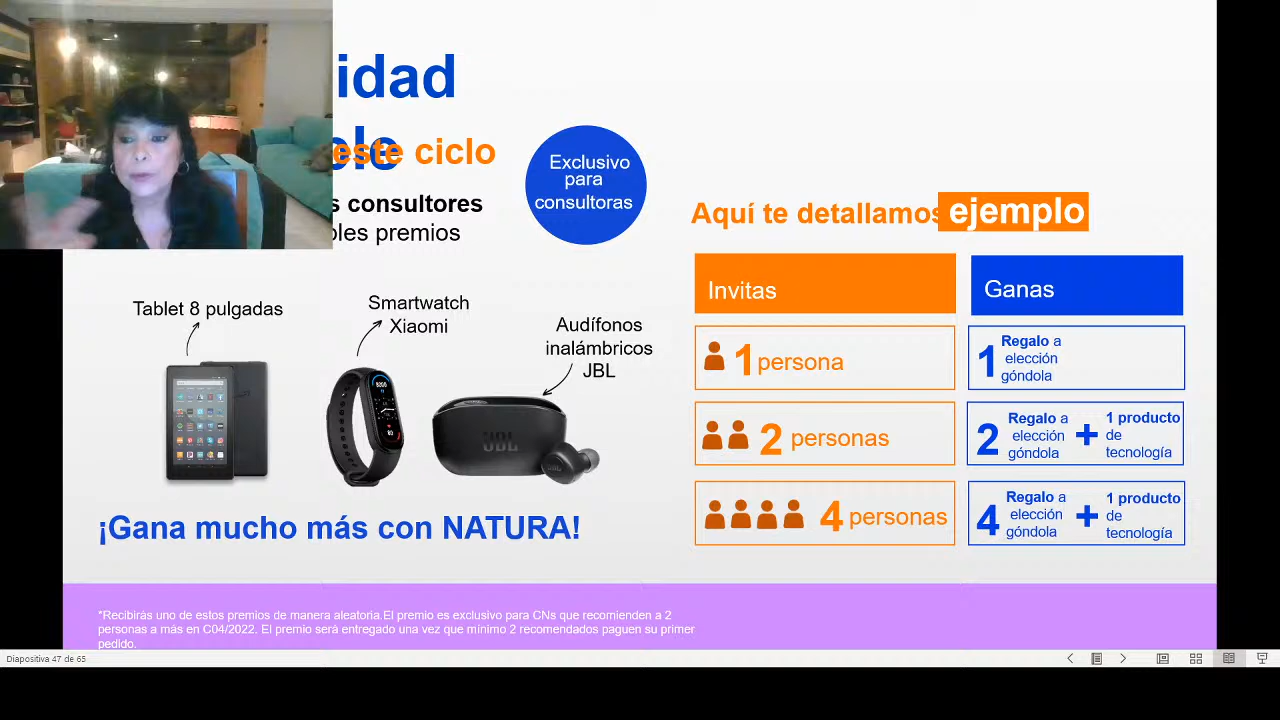 idad
este ciclo
s consultores
premios
Exclusivo
para
consultoras
Tablet 8 pulgadas
Smartwatch
Xiaomi
Audífonos
inalámbricos
JBL
JBL
¡Gana mucho más con NATURA!
Aquí te detallamos ejemplo
Invitas
Ganas
1 persona
1 Regalo a
elección
góndola
2 personas
2 Regalo a
elección
góndola
+ 1 producto
de
tecnología
4 personas
4 Regalo a
elección
góndola
+ 1 producto
de
tecnología
*Recibirás uno de estos premios de manera aleatoria.El premio es exclusivo para CNs que recomienden a 2
personas a más en C04/2022. El premio será entregado una vez que mínimo 2 recomendados paguen su primer
pedido.
Diapositiva 47 de 65